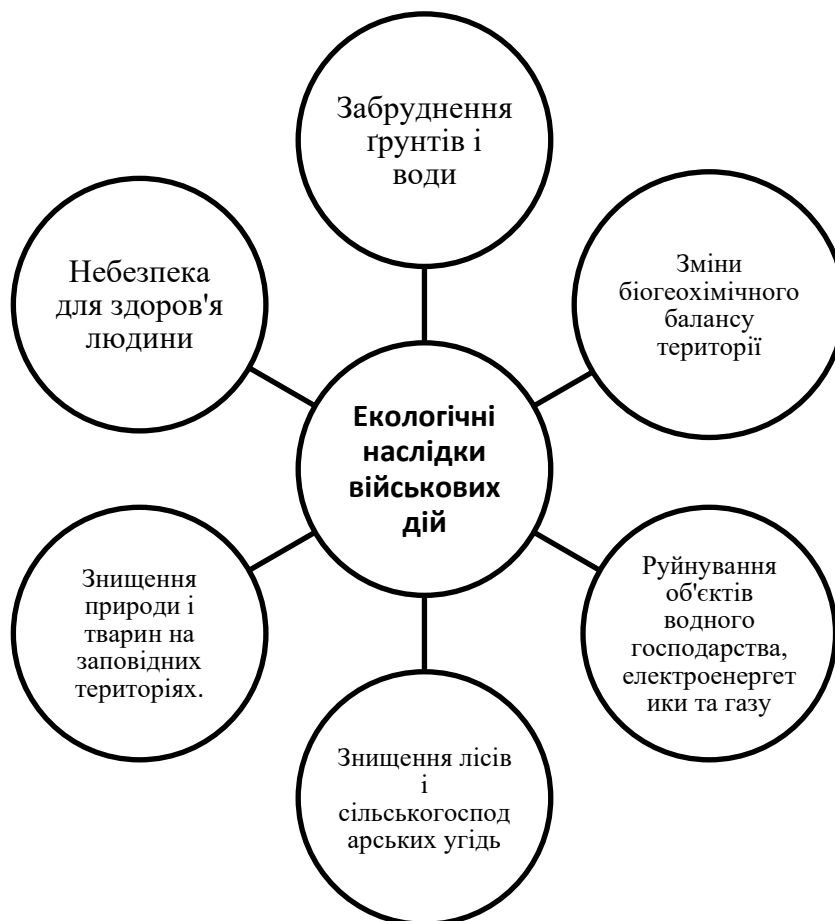 Забруднення
ґрунтів і
води
Зміни
біогеохімічного
балансу
території
Руйнування
об'єктів
водного
господарства,
електроенергет
ики та газу
Знищення лісів
і
сільськогоспод
арських угідь
Знищення
природи і
тварин на
заповідних
територіях.
Небезпека
для здоров'я
людини
Екологічні
наслідки
військових
дій